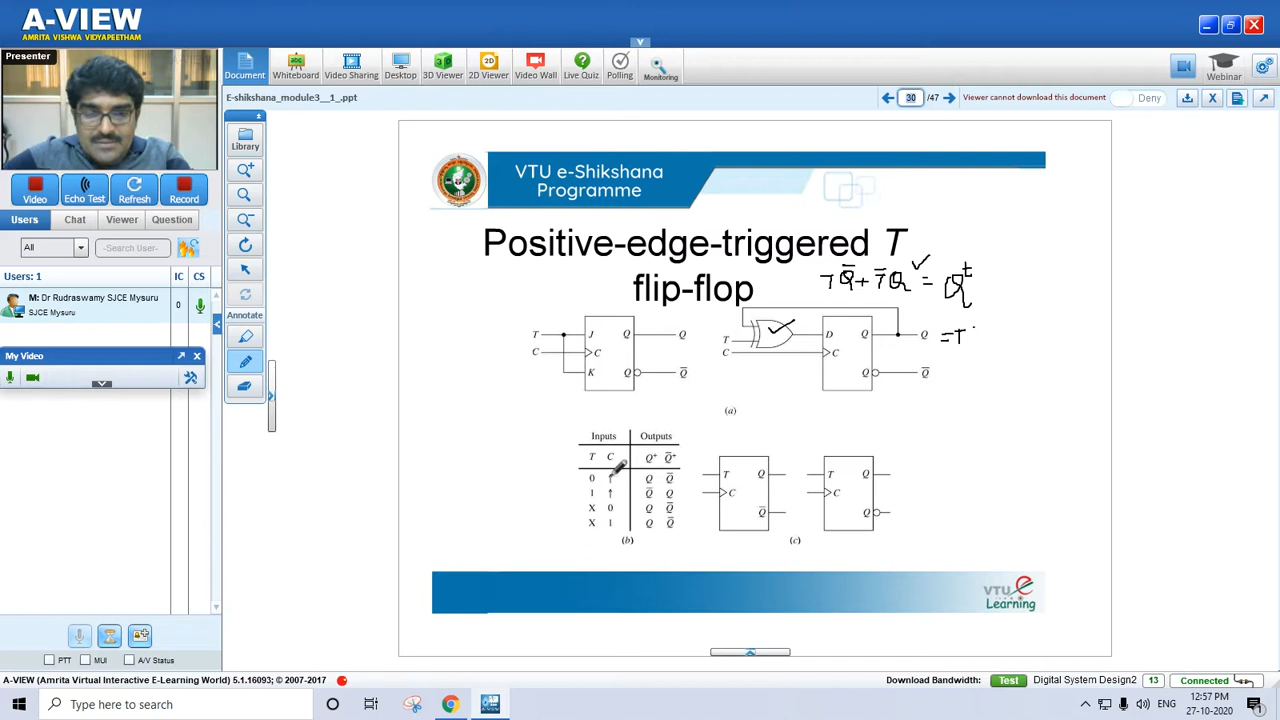 A-VIEW
AMRITA VISHWA VIDYAPEETHAM
Presenter
Document
Whiteboard
Video Sharing
Desktop
3D Viewer
2D Viewer
Video Wall
Live Quiz
Polling
Monitoring
Webinar
E-shikshana_module3__1_.ppt
30 /47
Viewer cannot download this document
Deny
Library
Annotate
Video
Echo Test
Refresh
Record
Users
Chat
Viewer
Question
All
-Search User-
Users: 1
IC
CS
M: Dr Rudraswamy SJCE Mysuru
SJCE Mysuru
0
My Video
VTU e-Shikshana
Programme
Positive-edge-triggered T
flip-flop
T Q̅ + T̅ Q = Q⁺
= T
T J Q Q
C C
K Q Q̅
T D Q Q
C C
Q Q̅
(a)
Inputs Outputs
T C Q⁺ Q̅⁺
0 ↑ Q Q̅
1 ↑ Q̅ Q
X 0 Q Q̅
X 1 Q Q̅
(b)
T Q
C
Q̅
T Q
C
Q
(c)
VTU e
Learning
PTT
MUI
A/V Status
A-VIEW (Amrita Virtual Interactive E-Learning World) 5.1.16093; © 2007-2017
Download Bandwidth:
Test
Digital System Design2
13
Connected
Type here to search
ENG
12:57 PM
27-10-2020
1